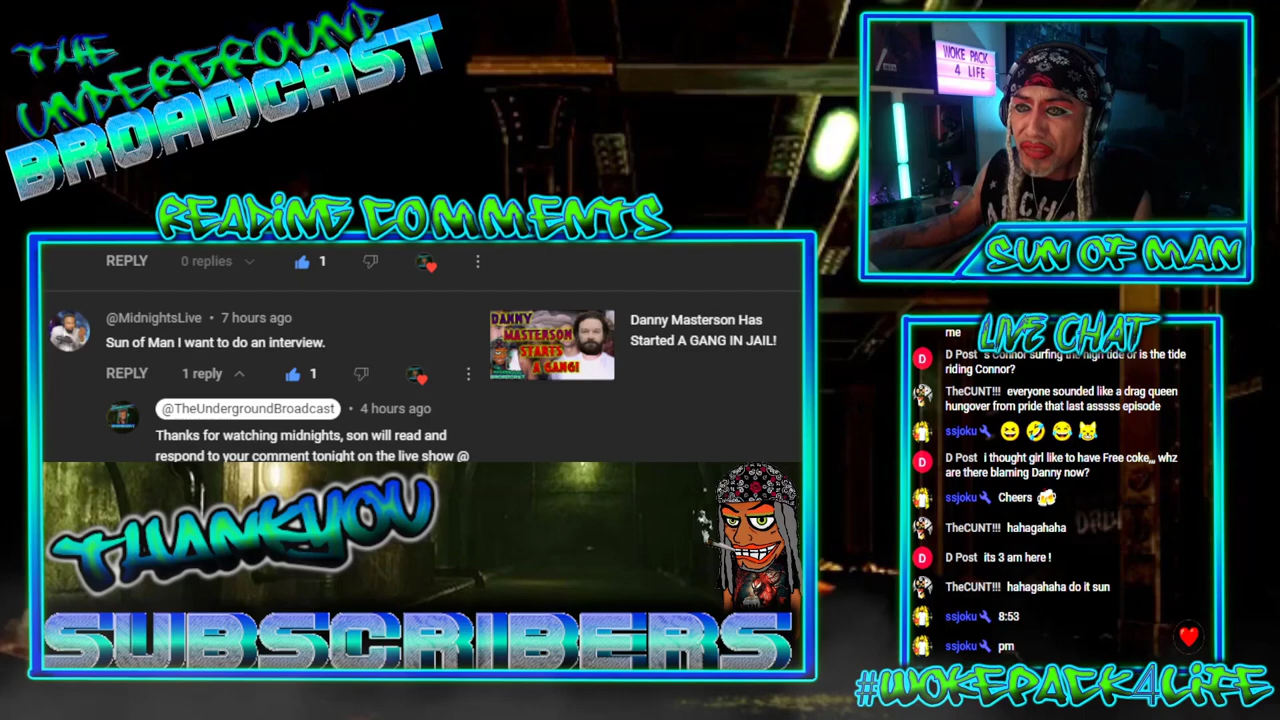 THE
UNDERGROUND
BROADCAST
READING COMMENTS
REPLY 0 replies 1
@MidnightsLive • 7 hours ago
Sun of Man I want to do an interview.
REPLY 1 reply 1
@TheUndergroundBroadcast • 4 hours ago
Thanks for watching midnights, son will read and
respond to your comment tonight on the live show @
DANNY
MASTERSON
STARTS
A GANG!
Danny Masterson Has
Started A GANG IN JAIL!
THANKYOU
SUBSCRIBERS
WOKE PACK
4 LIFE
SUN OF MAN
LIVE CHAT
me
D Post s connor surfing the high tide or is the tide
riding Connor?
TheCUNT!!! everyone sounded like a drag queen
hungover from pride that last asssss episode
ssjoku 😆 🤣 😂 😹
D Post i thought girl like to have Free coke,,, whz
are there blaming Danny now?
ssjoku Cheers 🍻
TheCUNT!!! hahagahaha
D Post its 3 am here !
TheCUNT!!! hahagahaha do it sun
ssjoku 8:53
ssjoku pm
#WOKEPACK4LIFE